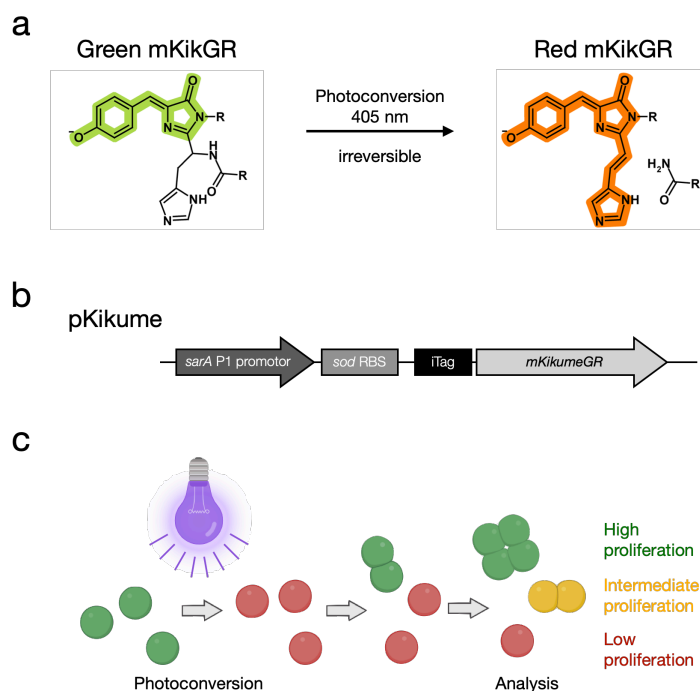 a
Green mKikGR
Red mKikGR
O
N
N
R
−
O
H
N
O
R
NH
N
Photoconversion
405 nm
irreversible
O
N
N
R
−
O
H₂N
O
R
NH
N
b
pKikume
sarA P1 promotor
sod RBS
iTag
mKikumeGR
c
High
proliferation
Intermediate
proliferation
Low
proliferation
Photoconversion
Analysis